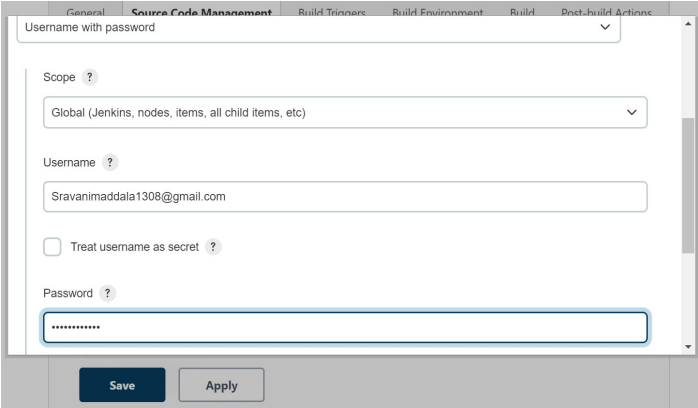 General Source Code Management Build Triggers Build Environment Build Post-build Actions
Username with password
Scope ?
Global (Jenkins, nodes, items, all child items, etc)
Username ?
Sravanimaddala1308@gmail.com
Treat username as secret ?
Password ?
••••••••••••
Save Apply